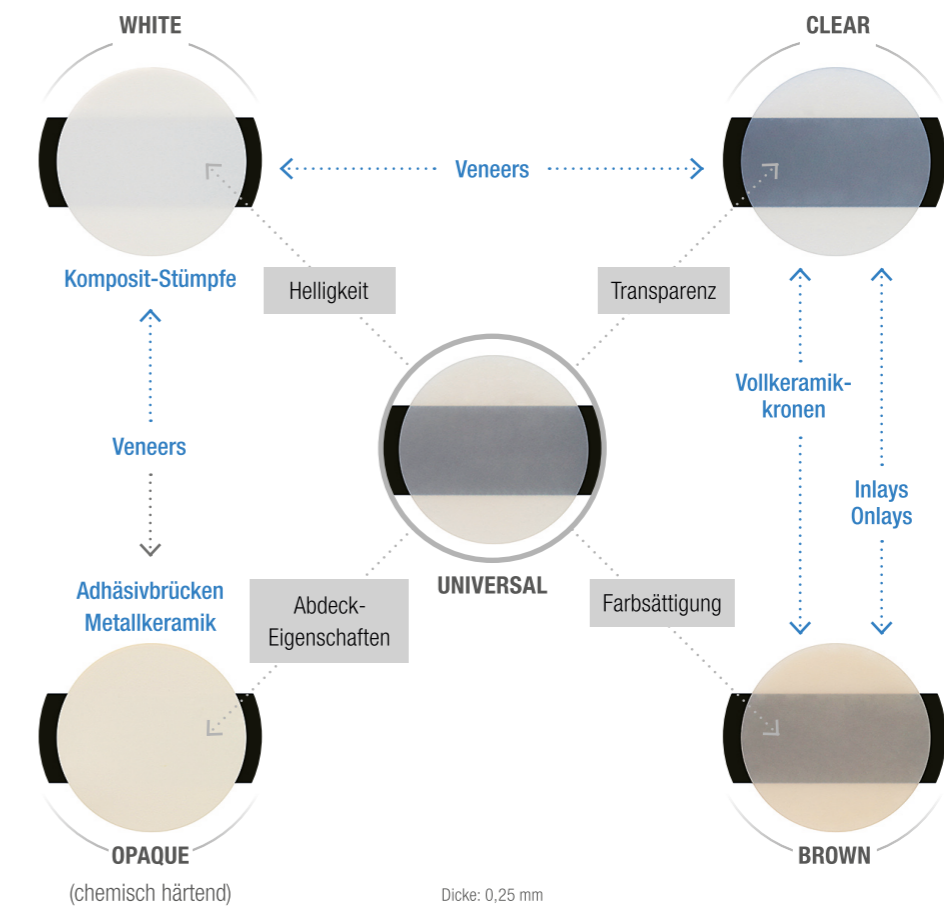 WHITE
CLEAR
Veneers
Komposit-Stümpfe
Helligkeit
Transparenz
Vollkeramik-
kronen
Veneers
Inlays
Onlays
UNIVERSAL
Adhäsivbrücken
Metallkeramik
Abdeck-
Eigenschaften
Farbsättigung
OPAQUE
(chemisch härtend)
BROWN
Dicke: 0,25 mm